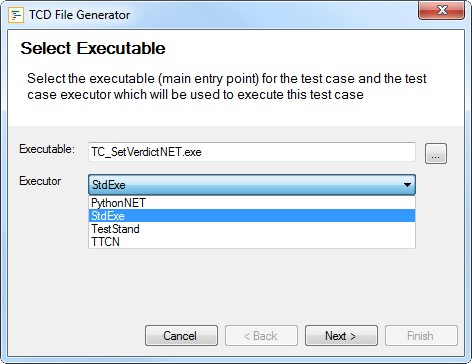 TCD File Generator
Select Executable
Select the executable (main entry point) for the test case and the test
case executor which will be used to execute this test case
Executable: TC_SetVerdictNET.exe ...
Executor StdExe
PythonNET
StdExe
TestStand
TTCN
Cancel < Back Next > Finish